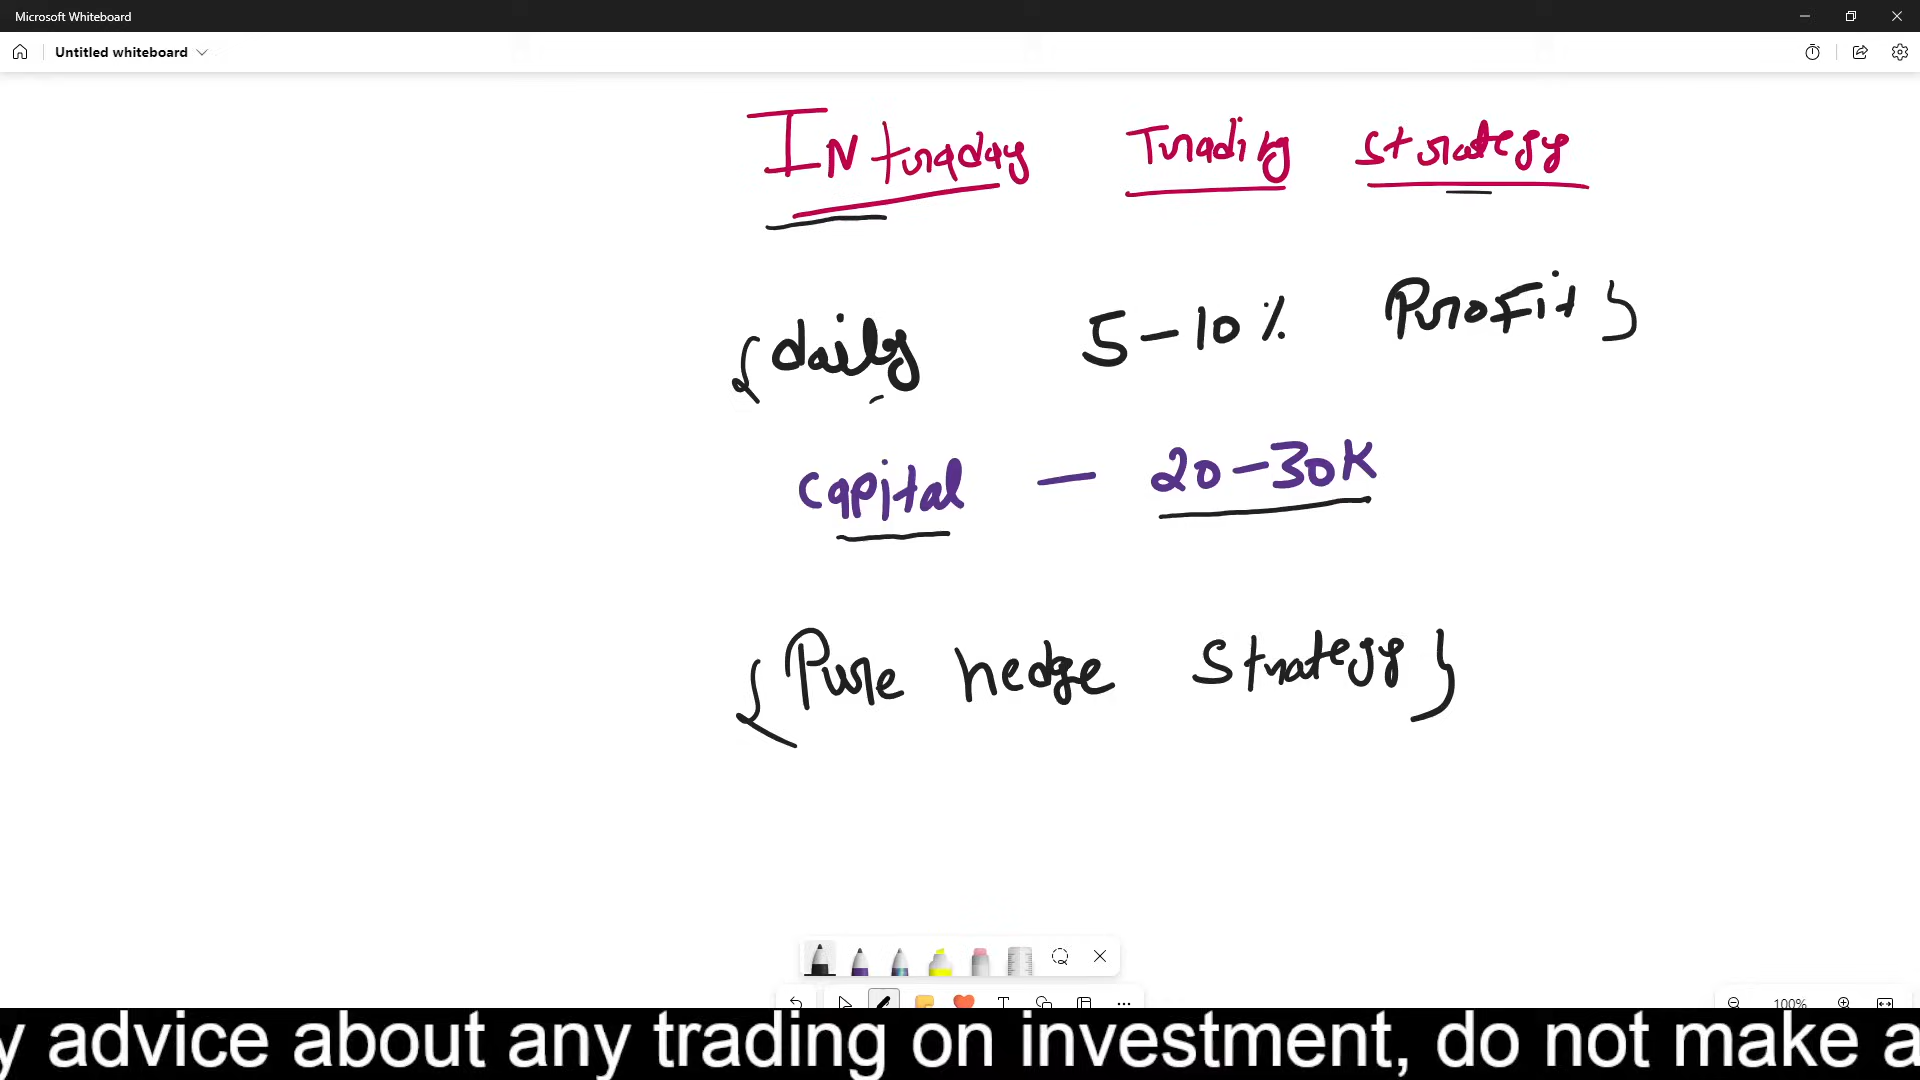 Microsoft Whiteboard
Untitled whiteboard
Intraday Trading strategy
{daily 5-10% Profit}
capital - 20-30K
{Pure hedge Strategy}
100%
y advice about any trading on investment, do not make a